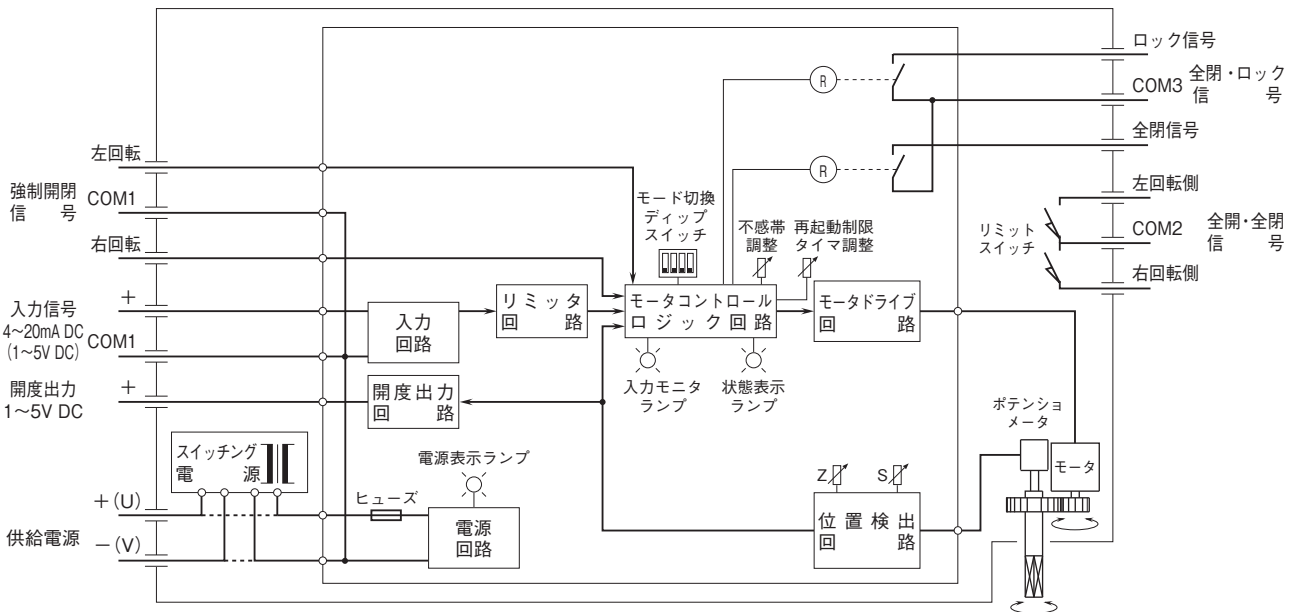 ロック信号
COM3
全閉・ロック
信　　号
全閉信号
左回転側
COM2
全開・全閉
信　　号
右回転側
リミット
スイッチ
R
R
左回転
強制開閉
信　　号
COM1
右回転
入力信号
4~20mA DC
(1~5V DC)
+
COM1
開度出力
1~5V DC
+
モード切換
ディップ
スイッチ
不感帯
調整
再起動制限
タイマ調整
入力
回路
リミッタ
回　　路
モータコントロール
ロジック回路
モータドライブ
回　　路
入力モニタ
ランプ
状態表示
ランプ
開度出力
回　　路
スイッチング
電　　源
電源表示ランプ
ヒューズ
電源
回路
供給電源
+(U)
−(V)
Z
S
位置検出
回　　路
ポテンショ
メータ
モータ